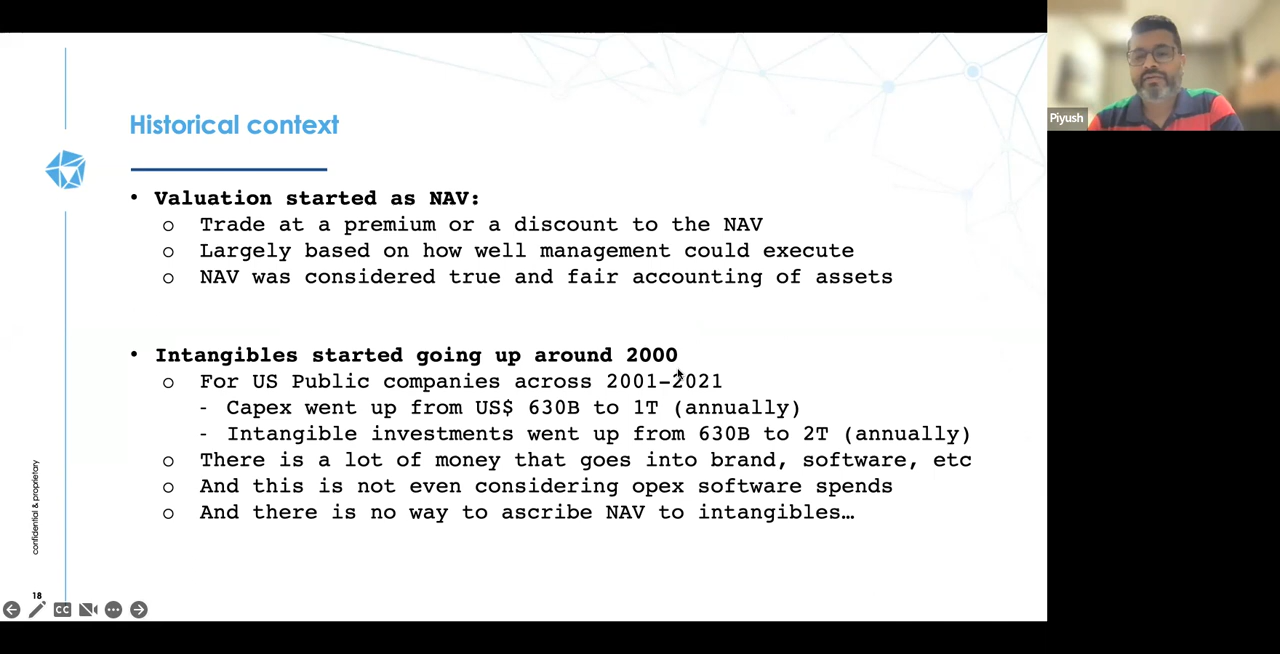 Historical context
• Valuation started as NAV:
o Trade at a premium or a discount to the NAV
o Largely based on how well management could execute
o NAV was considered true and fair accounting of assets
• Intangibles started going up around 2000
o For US Public companies across 2001-2021
- Capex went up from US$ 630B to 1T (annually)
- Intangible investments went up from 630B to 2T (annually)
o There is a lot of money that goes into brand, software, etc
o And this is not even considering opex software spends
o And there is no way to ascribe NAV to intangibles…
confidential & proprietary
18
CC
Piyush